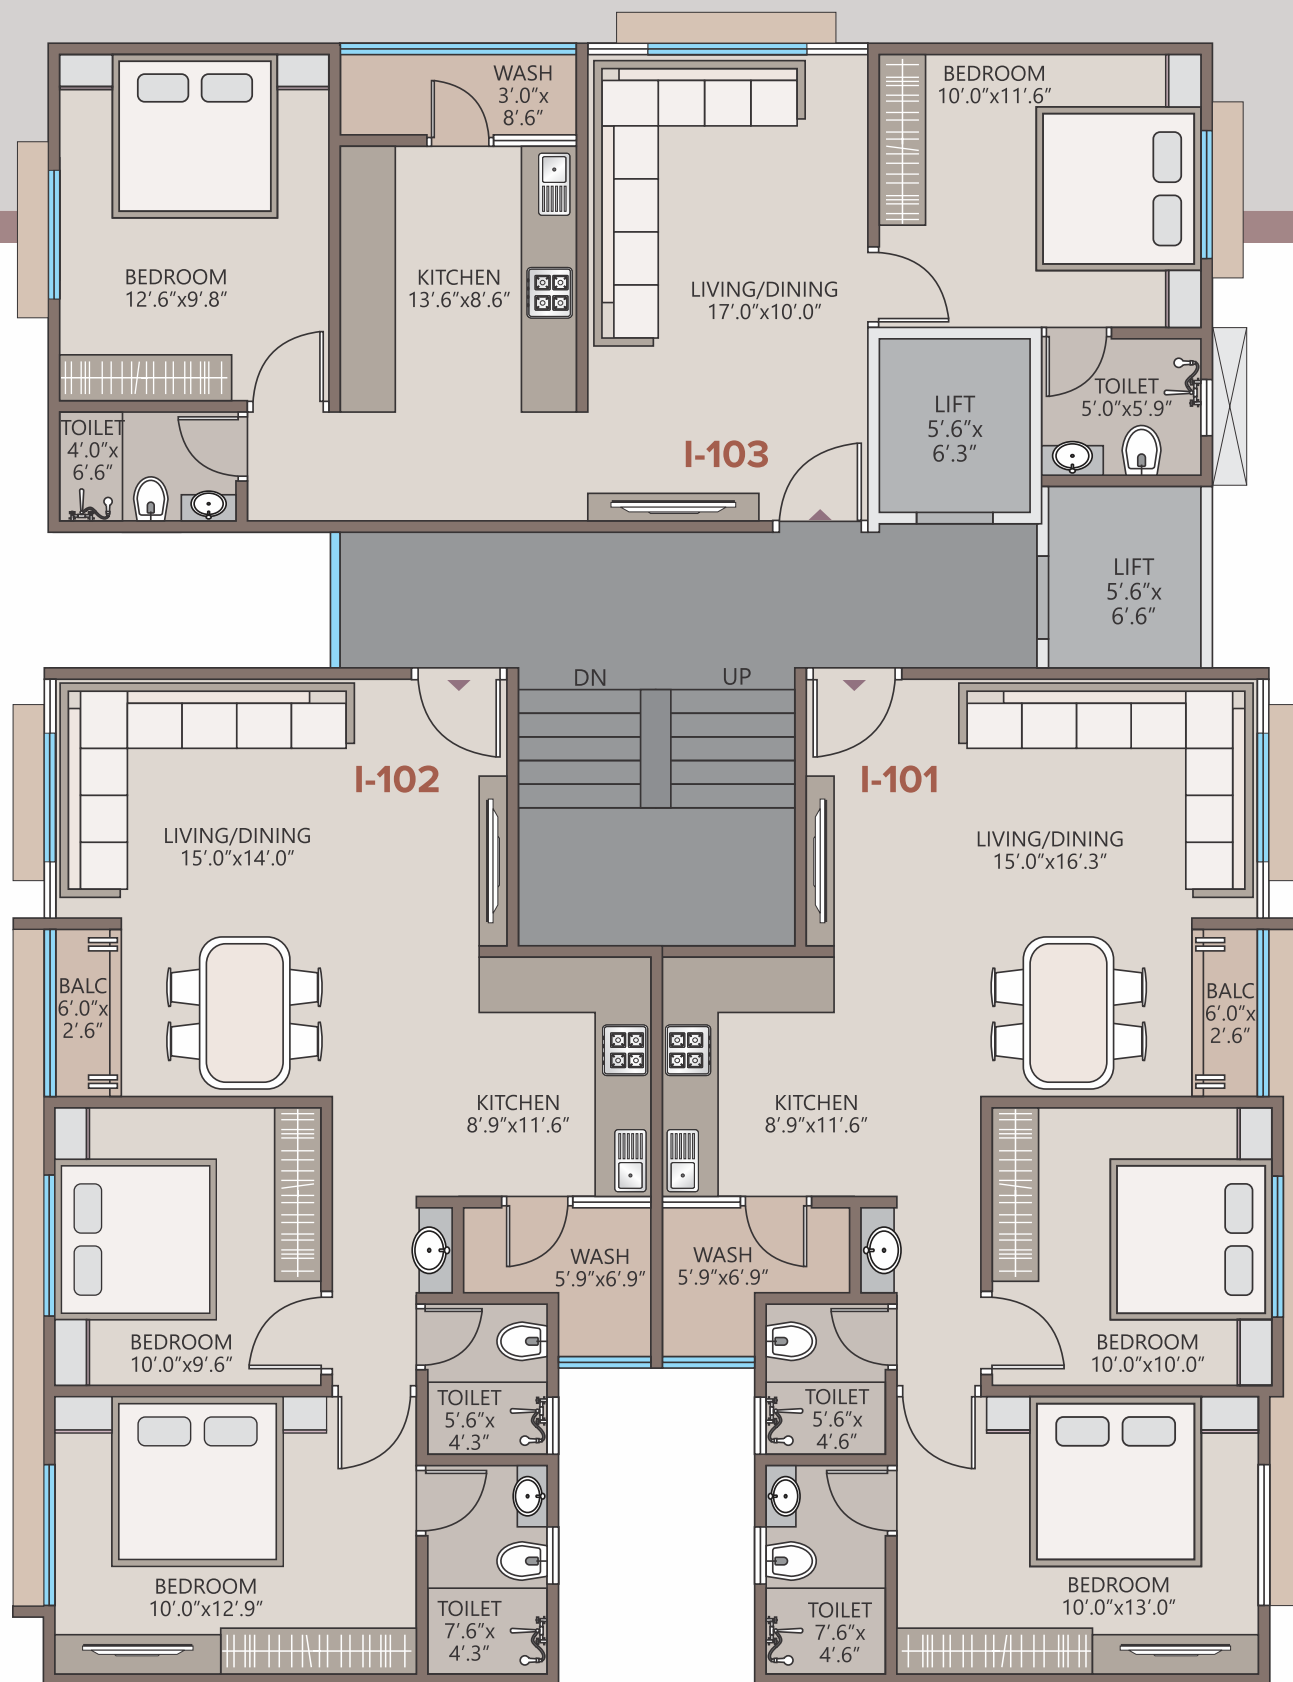 WASH
3'.0"x
8'.6"
BEDROOM
10'.0"x11'.6"
BEDROOM
12'.6"x9'.8"
KITCHEN
13'.6"x8'.6"
LIVING/DINING
17'.0"x10'.0"
TOILET
4'.0"x
6'.6"
I-103
LIFT
5'.6"x
6'.3"
TOILET
5'.0"x5'.9"
LIFT
5'.6"x
6'.6"
DN
UP
I-102
I-101
LIVING/DINING
15'.0"x14'.0"
LIVING/DINING
15'.0"x16'.3"
BALC
6'.0"x
2'.6"
BALC
6'.0"x
2'.6"
KITCHEN
8'.9"x11'.6"
KITCHEN
8'.9"x11'.6"
WASH
5'.9"x6'.9"
WASH
5'.9"x6'.9"
BEDROOM
10'.0"x9'.6"
BEDROOM
10'.0"x10'.0"
TOILET
5'.6"x
4'.3"
TOILET
5'.6"x
4'.6"
BEDROOM
10'.0"x12'.9"
TOILET
7'.6"x
4'.3"
TOILET
7'.6"x
4'.6"
BEDROOM
10'.0"x13'.0"